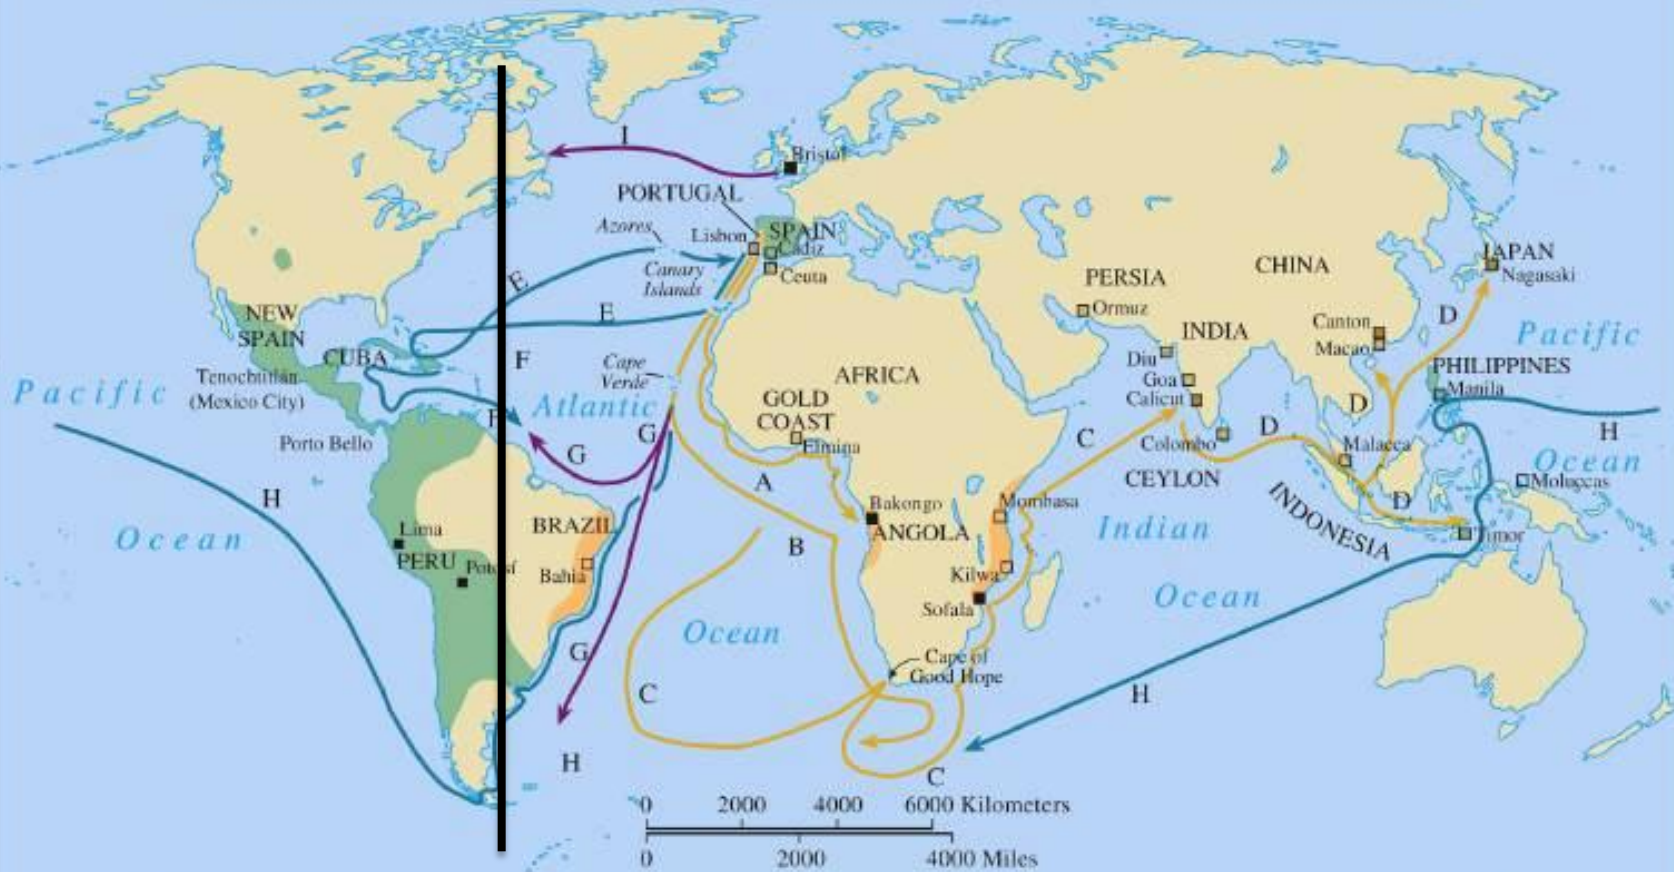 I
Bristol
PORTUGAL
Azores
Lisbon
SPAIN
Cadiz
Canary
Islands
Ceuta
E
E
JAPAN
Nagasaki
CHINA
PERSIA
Ormuz
INDIA
D
Canton
Macao
Pacific
NEW
SPAIN
CUBA
F
Diu
PHILIPPINES
Tenochtitlan
(Mexico City)
Cape
Verde
AFRICA
Goa
Manila
Pacific
Atlantic
GOLD
COAST
Calicut
D
F
G
G
Elmina
C
Colombo
D
Malacca
H
Porto Bello
CEYLON
Ocean
Moluccas
H
A
INDONESIA
D
Lima
BRAZIL
Bakongo
Mombasa
Indian
Ocean
PERU
Potosí
B
ANGOLA
Timor
Bahia
Kilwa
Ocean
Sofala
Ocean
G
Cape of
Good Hope
C
H
H
C
0 2000 4000 6000 Kilometers
0 2000 4000 Miles